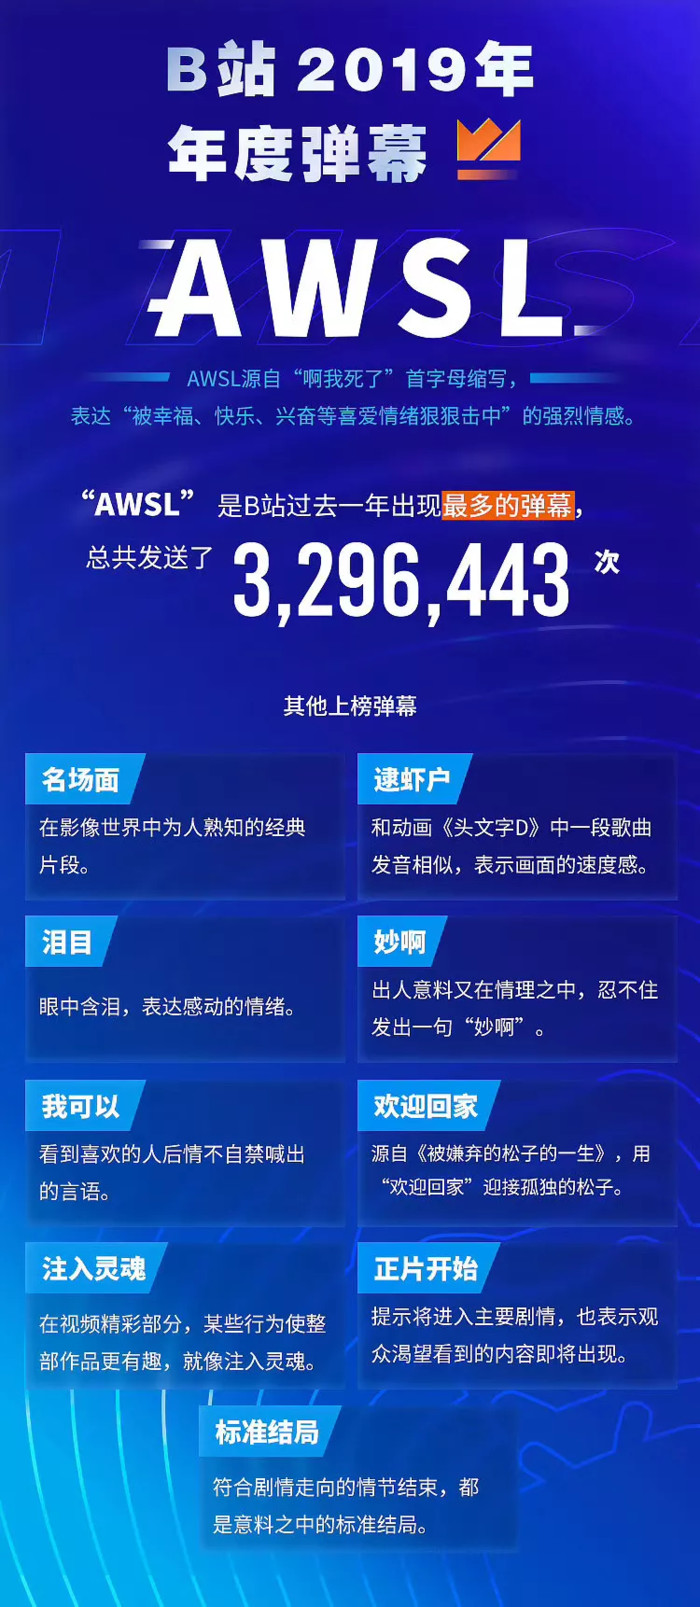 B站 2019年
年度弹幕
AWSL
AWSL源自“啊我死了”首字母缩写，
表达“被幸福、快乐、兴奋等喜爱情绪狠狠击中”的强烈情感。
“AWSL” 是B站过去一年出现最多的弹幕，
总共发送了 3,296,443 次
其他上榜弹幕
名场面
在影像世界中为人熟知的经典
片段。
逮虾户
和动画《头文字D》中一段歌曲
发音相似，表示画面的速度感。
泪目
眼中含泪，表达感动的情绪。
妙啊
出人意料又在情理之中，忍不住
发出一句“妙啊”。
我可以
看到喜欢的人后情不自禁喊出
的言语。
欢迎回家
源自《被嫌弃的松子的一生》，用
“欢迎回家”迎接孤独的松子。
注入灵魂
在视频精彩部分，某些行为使整
部作品更有趣，就像注入灵魂。
正片开始
提示将进入主要剧情，也表示观
众渴望看到的内容即将出现。
标准结局
符合剧情走向的情节结束，都
是意料之中的标准结局。